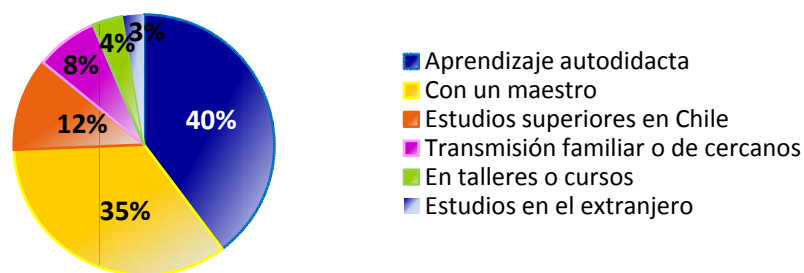 3%
4%
8%
12%
40%
35%
Aprendizaje autodidacta
Con un maestro
Estudios superiores en Chile
Transmisión familiar o de cercanos
En talleres o cursos
Estudios en el extranjero